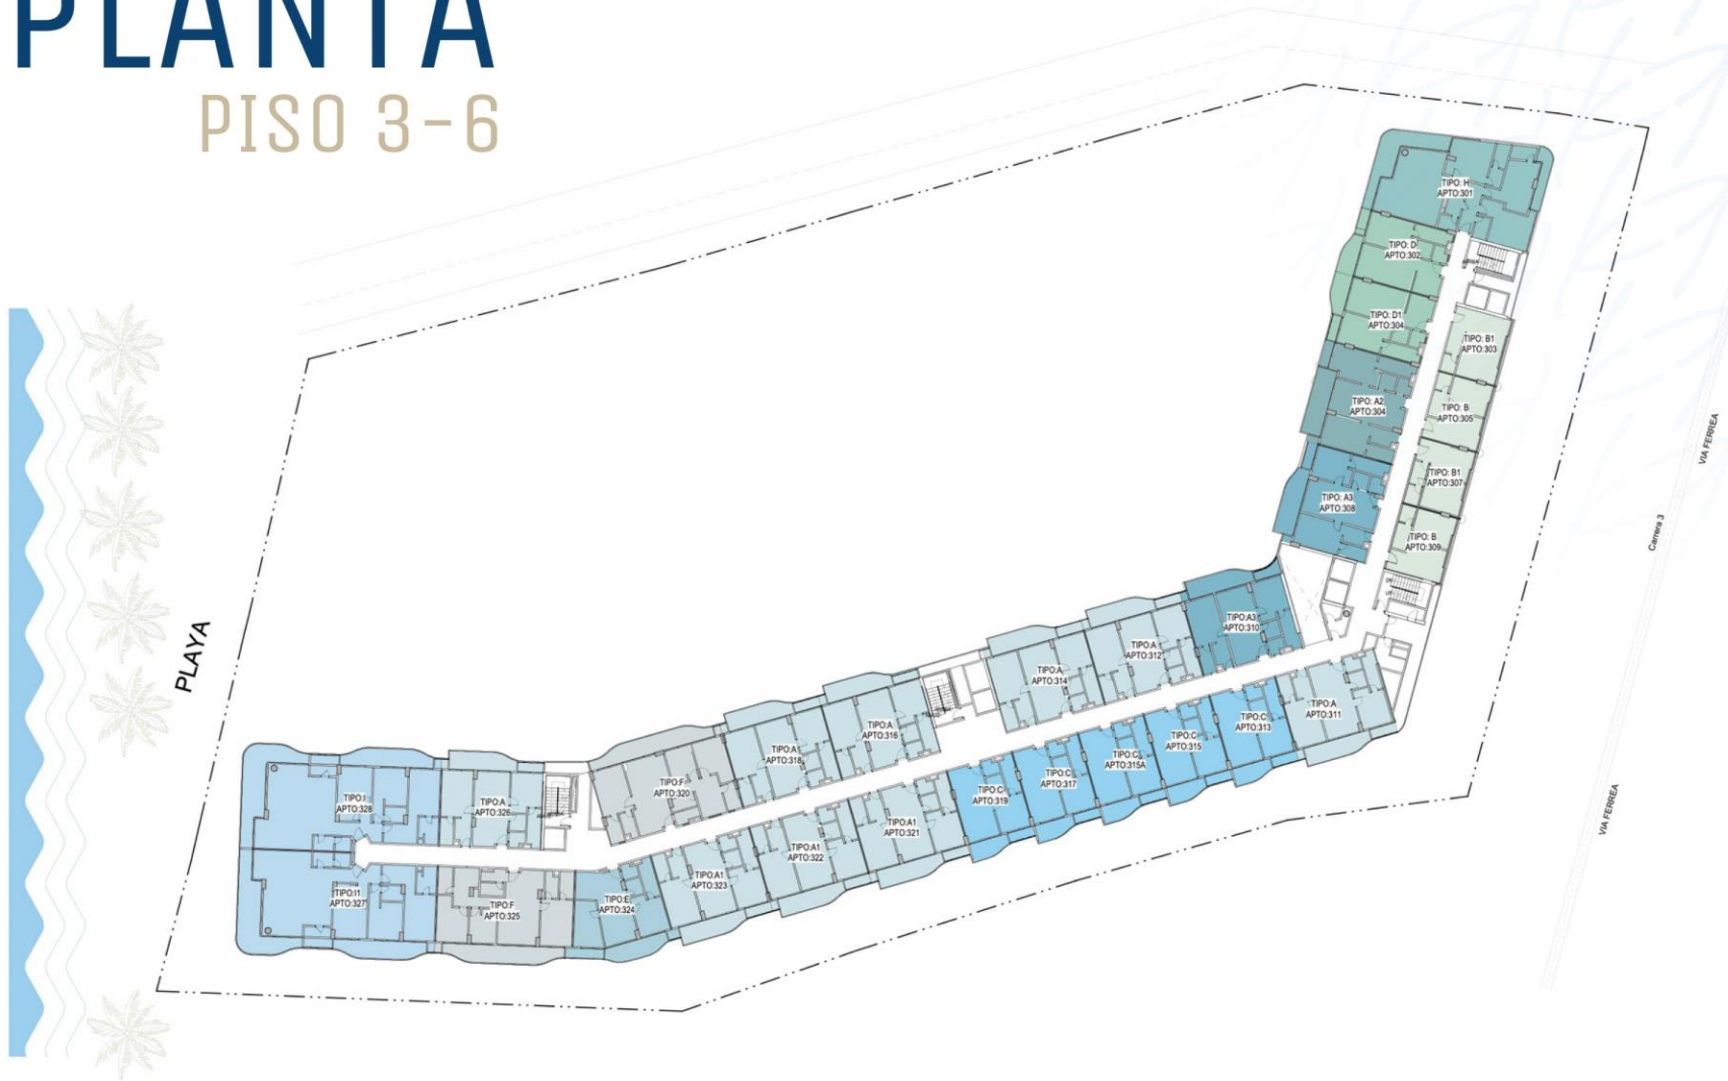 PLANTA
PISO 3-6
TIPO: H
APTO:301
TIPO: D
APTO:302
TIPO: D1
APTO:304
TIPO: B1
APTO:303
TIPO: A2
APTO:304
TIPO: B
APTO:305
TIPO: B1
APTO:307
TIPO: A3
APTO:308
TIPO: B
APTO:309
VIA FERREA
Carrera 3
VIA FERREA
PLAYA
TIPO:A3
APTO:310
TIPO:A
APTO:312
TIPO:A
APTO:314
TIPO:A
APTO:311
TIPO:C
APTO:313
TIPO:C
APTO:315
TIPO:C
APTO:315A
TIPO:C
APTO:317
TIPO:C
APTO:319
TIPO:A
APTO:316
TIPO:A
APTO:318
TIPO:F
APTO:320
TIPO:A1
APTO:321
TIPO:A1
APTO:322
TIPO:A1
APTO:323
TIPO:E
APTO:324
TIPO:F
APTO:325
TIPO:A
APTO:326
TIPO:I
APTO:328
TIPO:I1
APTO:327